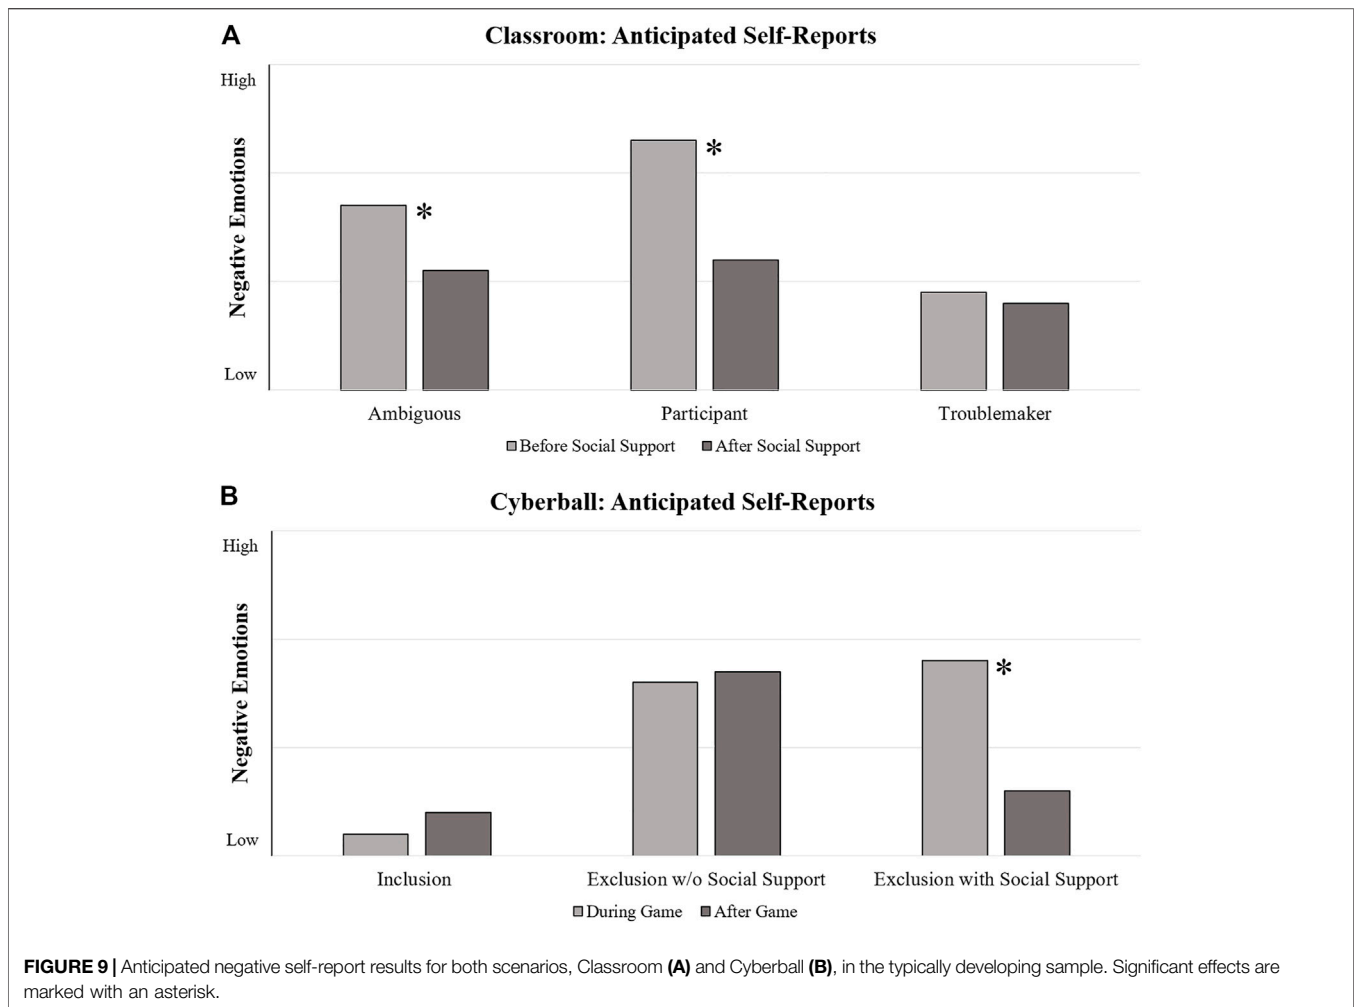 A
Classroom: Anticipated Self-Reports
High
Negative Emotions
Low
*
*
Ambiguous Participant Troublemaker
Before Social Support After Social Support
B
Cyberball: Anticipated Self-Reports
High
Negative Emotions
Low
*
Inclusion Exclusion w/o Social Support Exclusion with Social Support
During Game After Game
FIGURE 9 | Anticipated negative self-report results for both scenarios, Classroom (A) and Cyberball (B), in the typically developing sample. Significant effects are
marked with an asterisk.